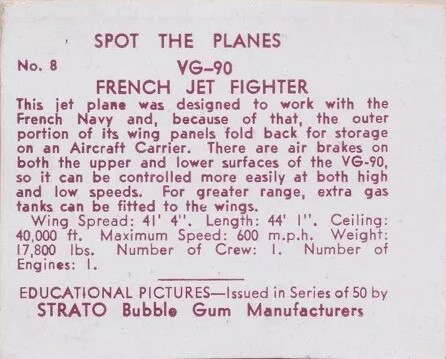 SPOT THE PLANES
No. 8 VG-90
FRENCH JET FIGHTER
This jet plane was designed to work with the
French Navy and, because of that, the outer
portion of its wing panels fold back for storage
on an Aircraft Carrier. There are air brakes on
both the upper and lower surfaces of the VG-90,
so it can be controlled more easily at both high
and low speeds. For greater range, extra gas
tanks can be fitted to the wings.
Wing Spread: 41' 4". Length: 44' 1". Ceiling:
40,000 ft. Maximum Speed: 600 m.p.h. Weight:
17,800 lbs. Number of Crew: 1. Number of
Engines: 1.
EDUCATIONAL PICTURES—Issued in Series of 50 by
STRATO Bubble Gum Manufacturers